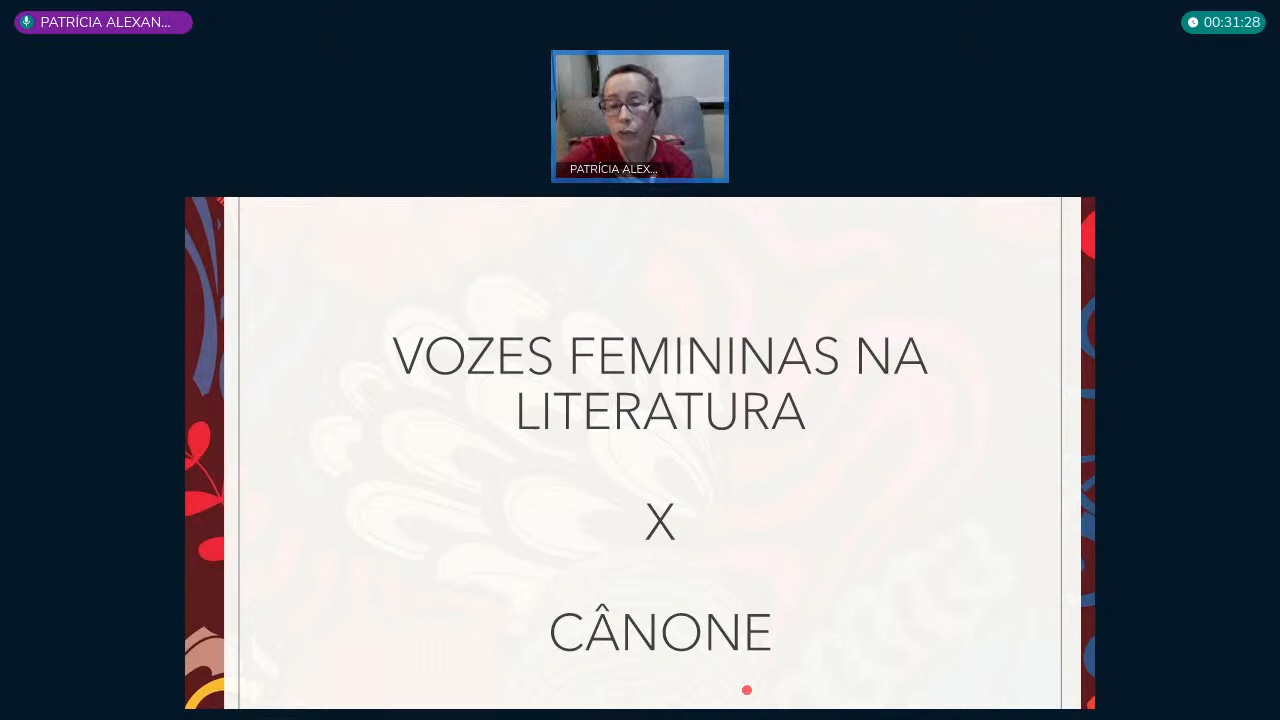 PATRÍCIA ALEXAN...
00:31:28
PATRÍCIA ALEX...
VOZES FEMININAS NA
LITERATURA
X
CÂNONE